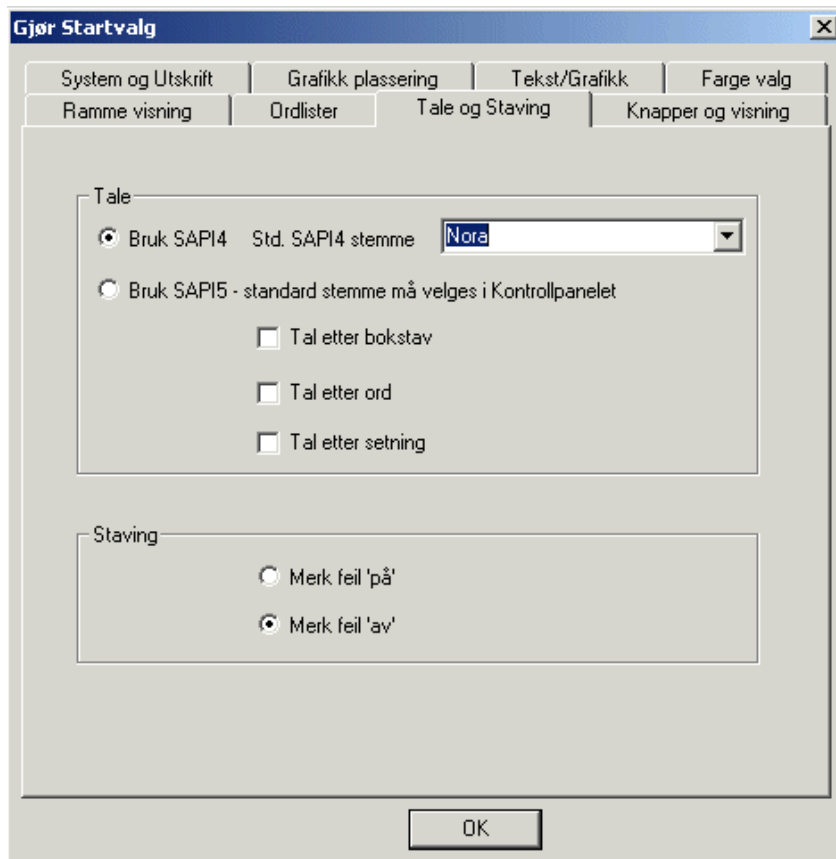 Gjør Startvalg
System og Utskrift Grafikk plassering Tekst/Grafikk Farge valg
Ramme visning Ordlister Tale og Staving Knapper og visning
Tale
Bruk SAPI4 Std. SAPI4 stemme Nora
Bruk SAPI5 - standard stemme må velges i Kontrollpanelet
Tal etter bokstav
Tal etter ord
Tal etter setning
Staving
Merk feil 'på'
Merk feil 'av'
OK